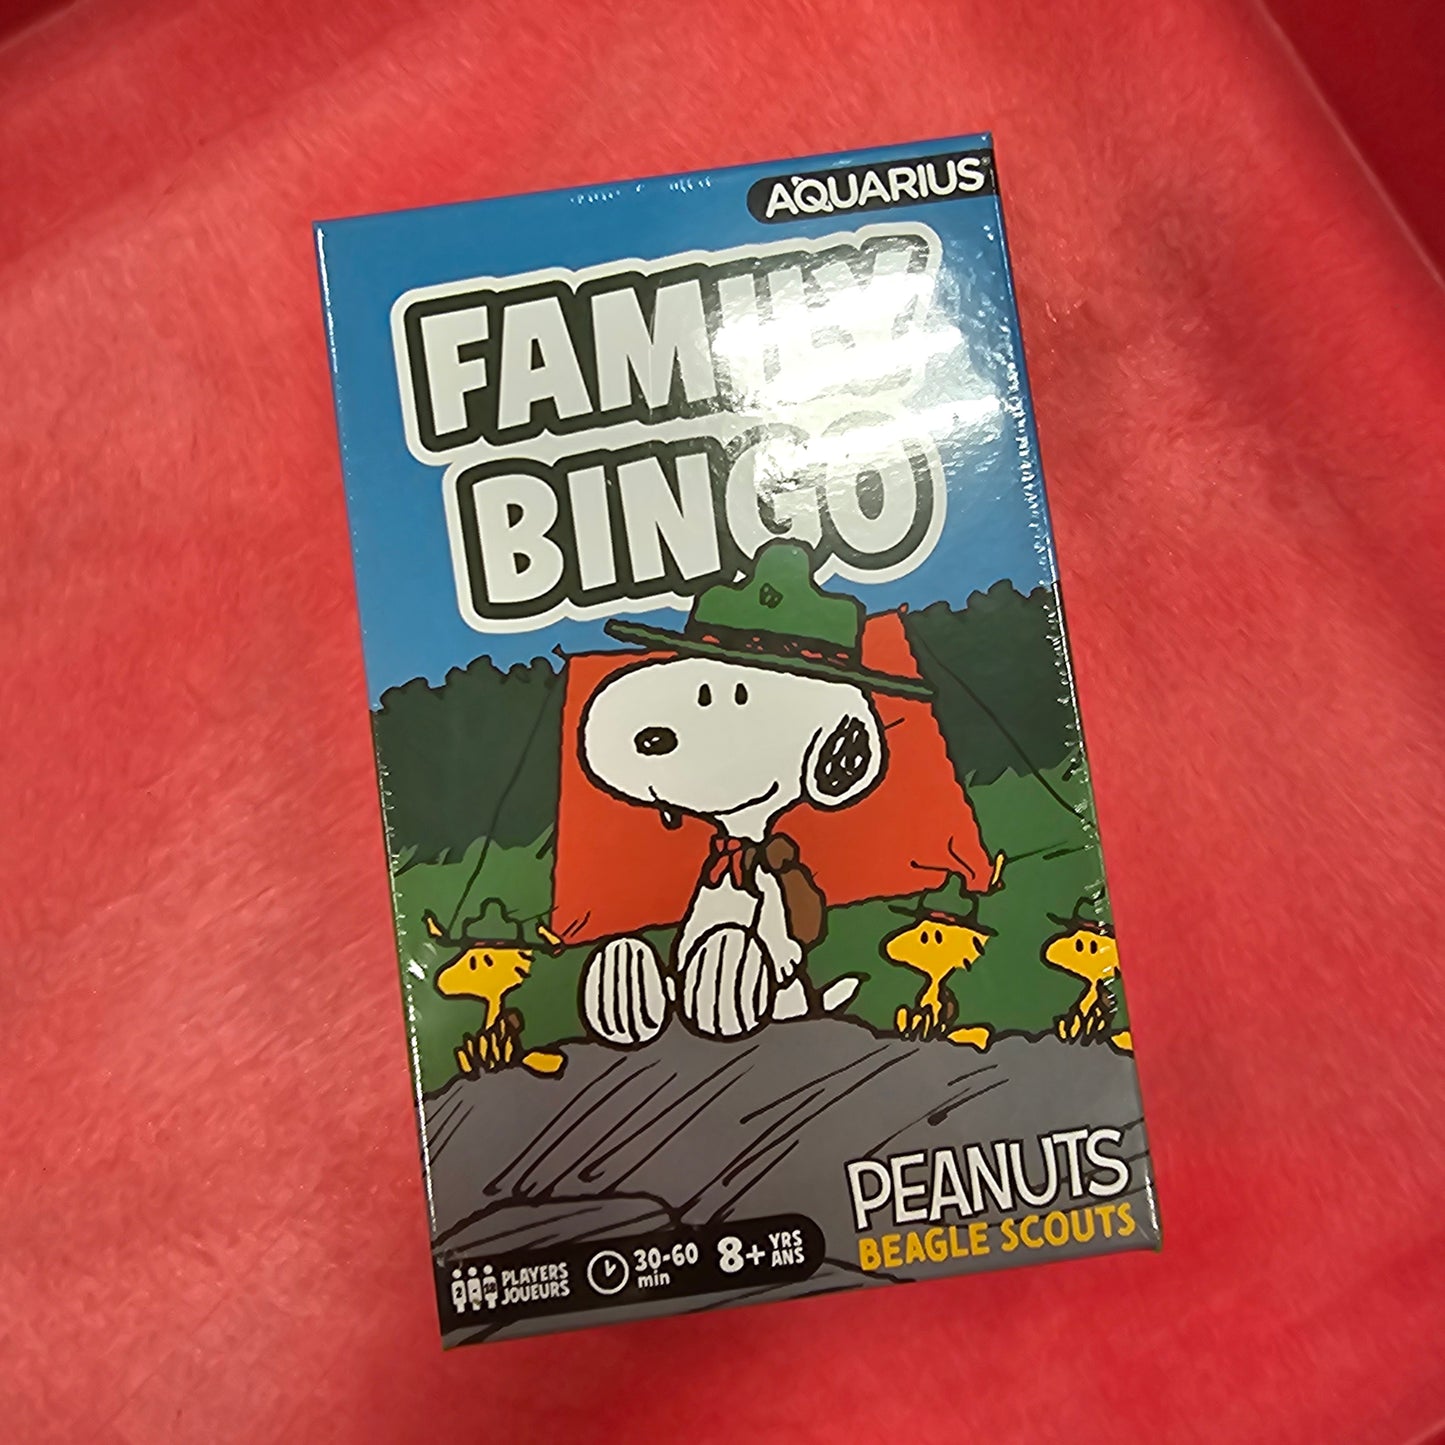 AQUARIUS
FAMILY
BINGO
PEANUTS
BEAGLE SCOUTS
PLAYERS
JOUEURS
30-60
min
8+ YRS
ANS